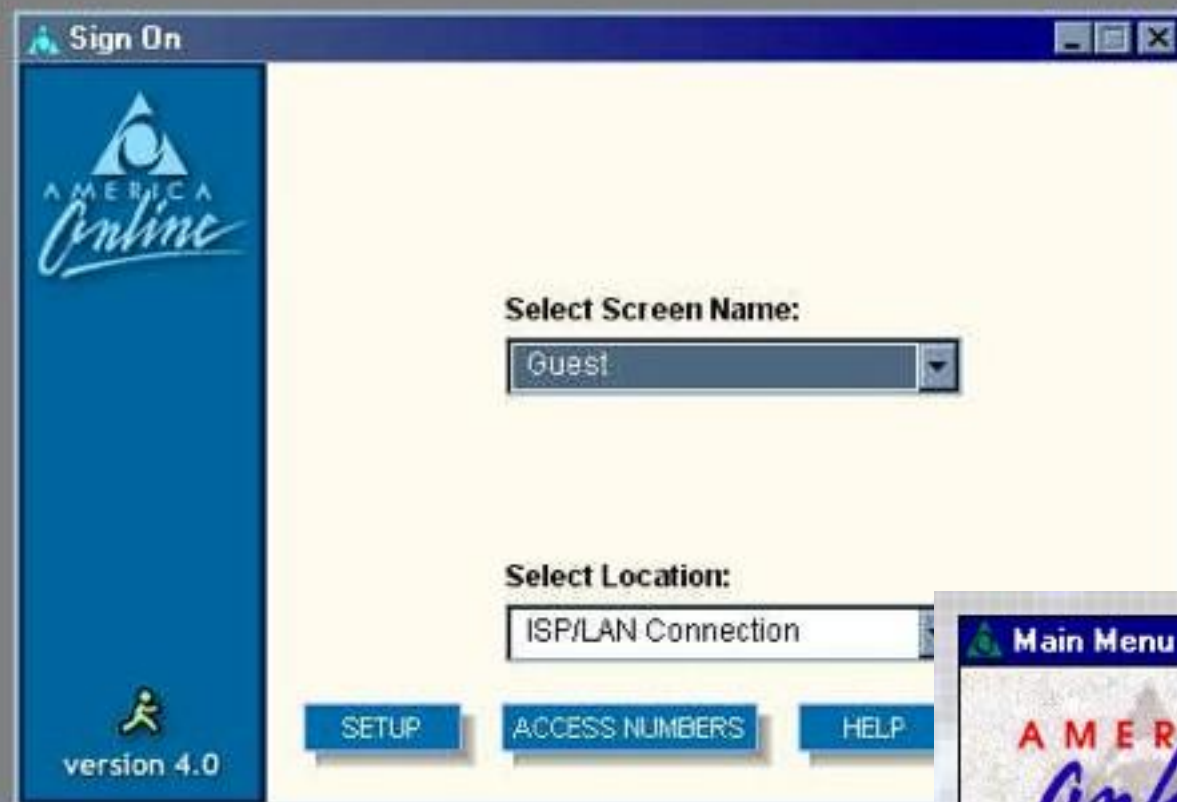 Sign On
AMERICA
Online
Select Screen Name:
Guest
Select Location:
ISP/LAN Connection
SETUP
ACCESS NUMBERS
HELP
version 4.0
Main Menu
AMER